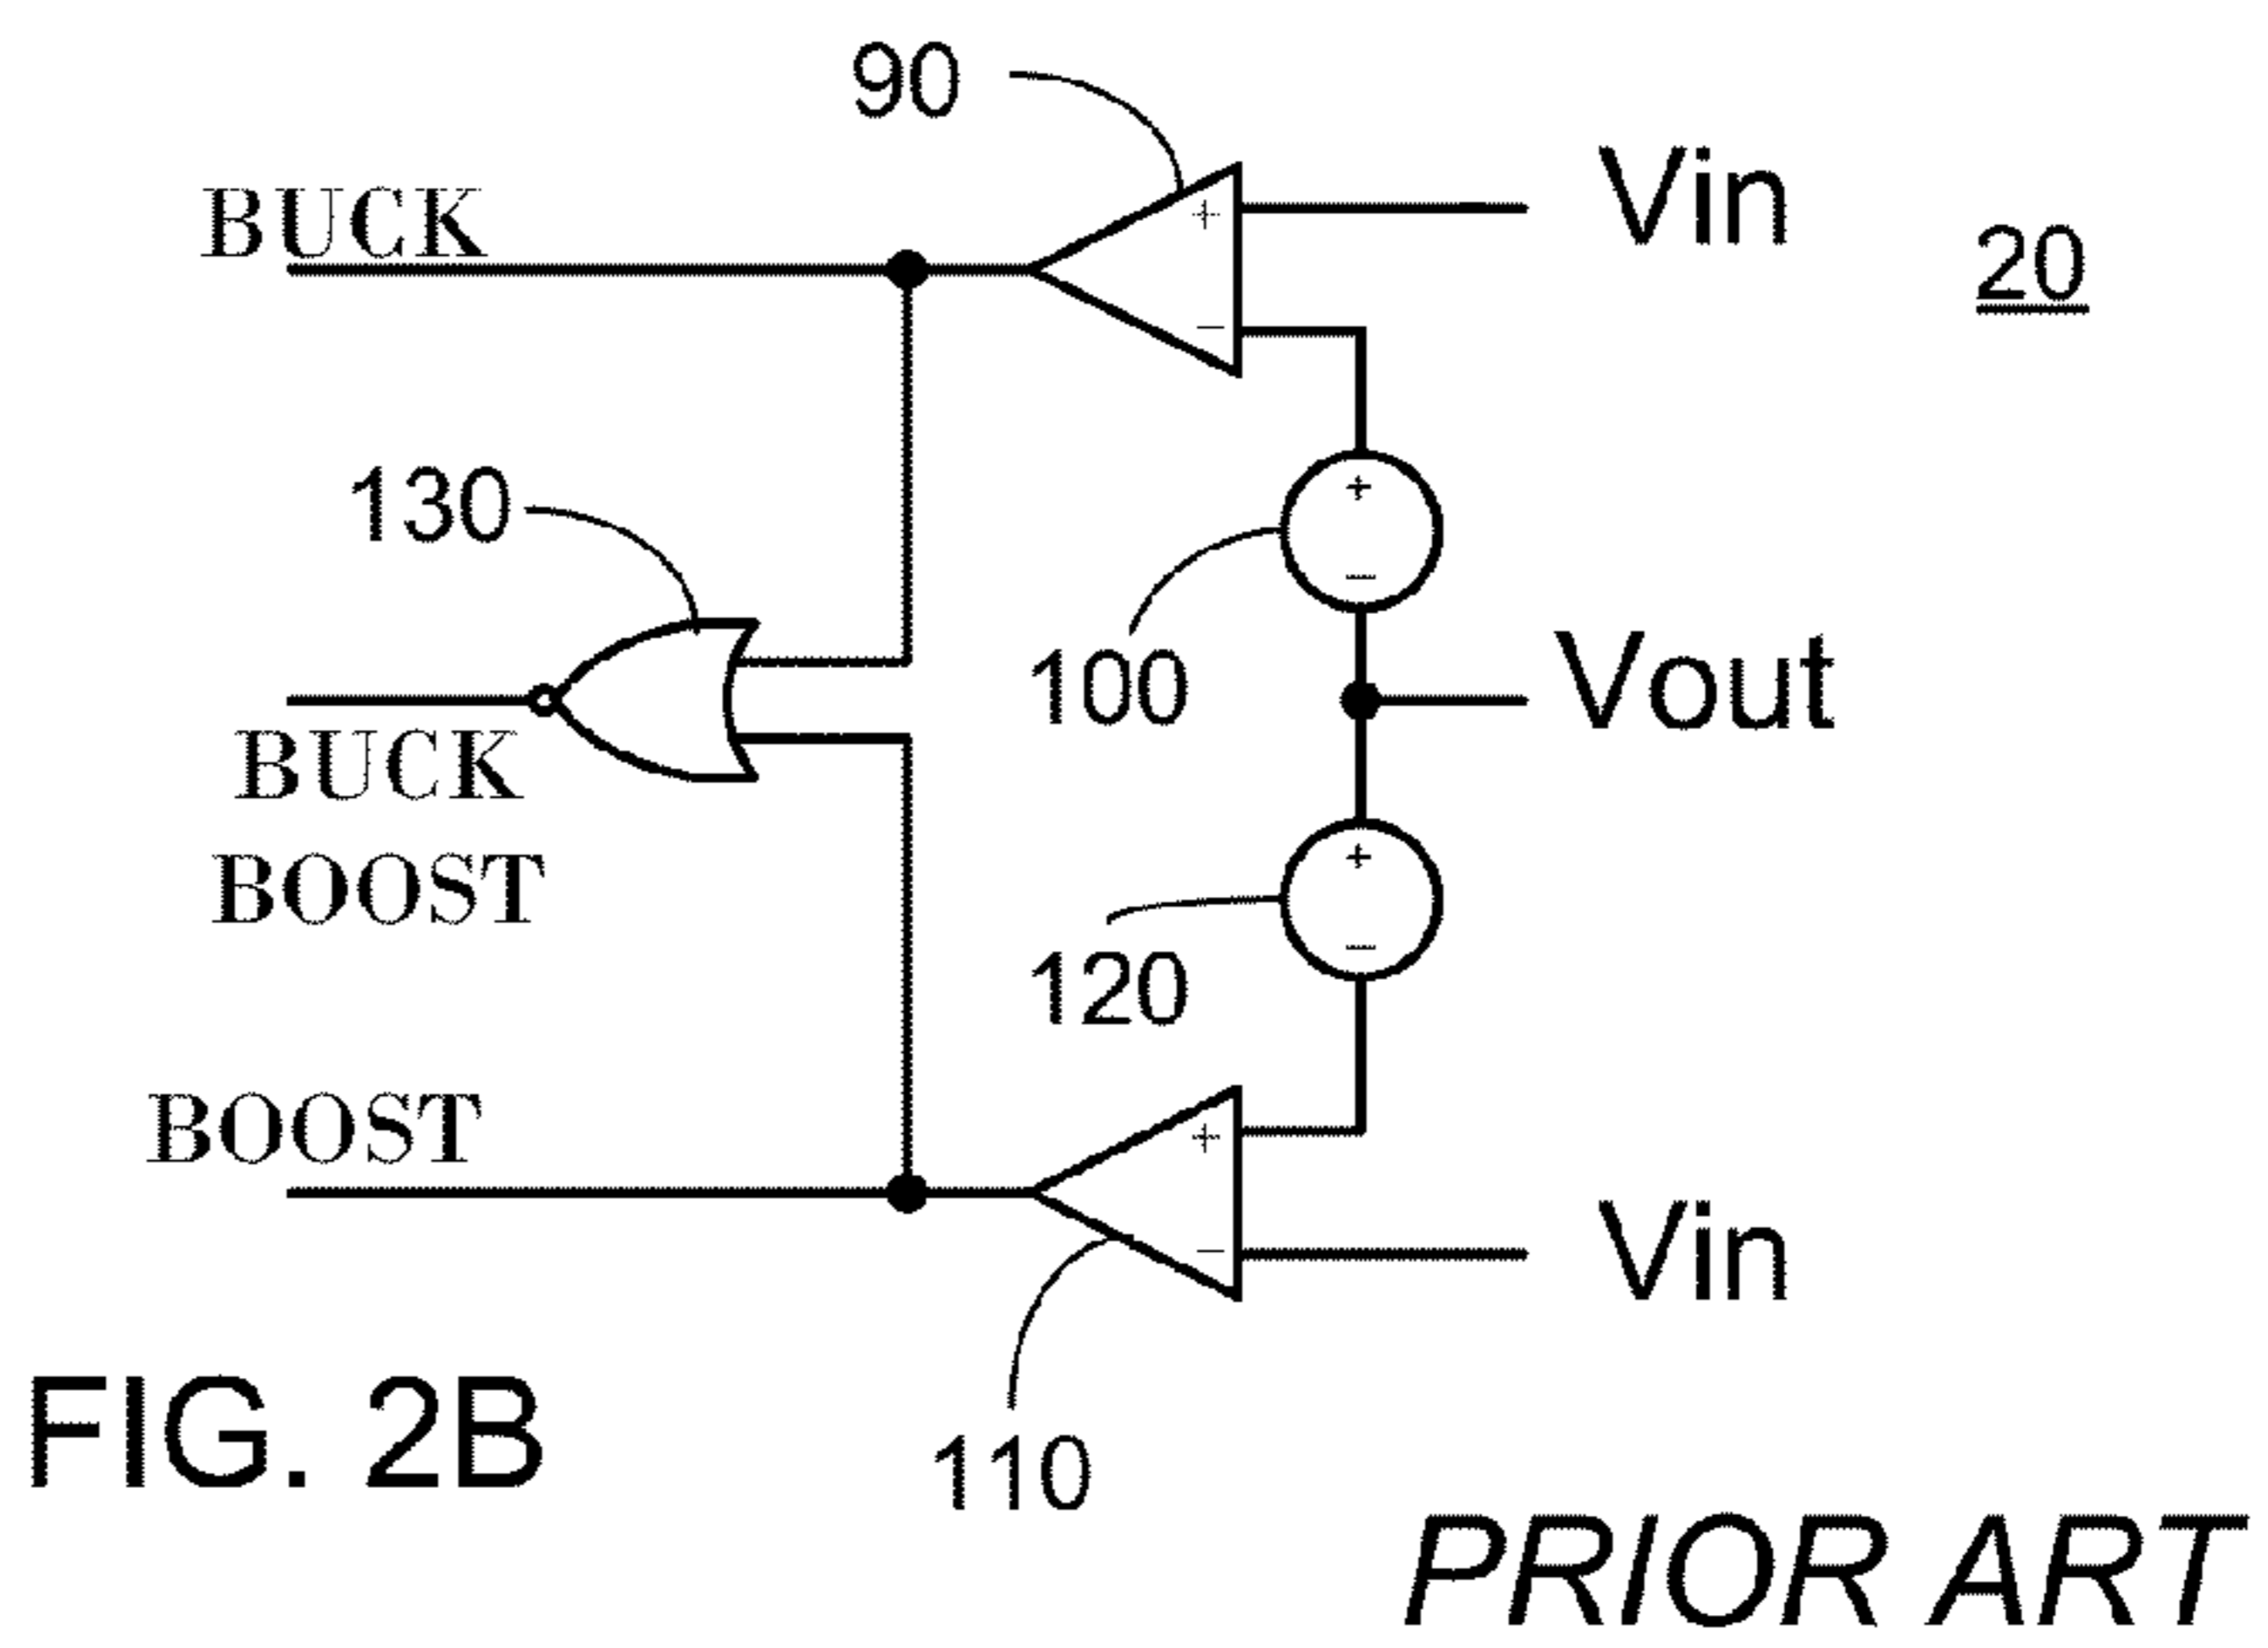 90
Vin
20
BUCK
+
−
130
+
−
100
Vout
BUCK
BOOST
+
−
120
BOOST
+
−
Vin
110
FIG. 2B
PRIOR ART